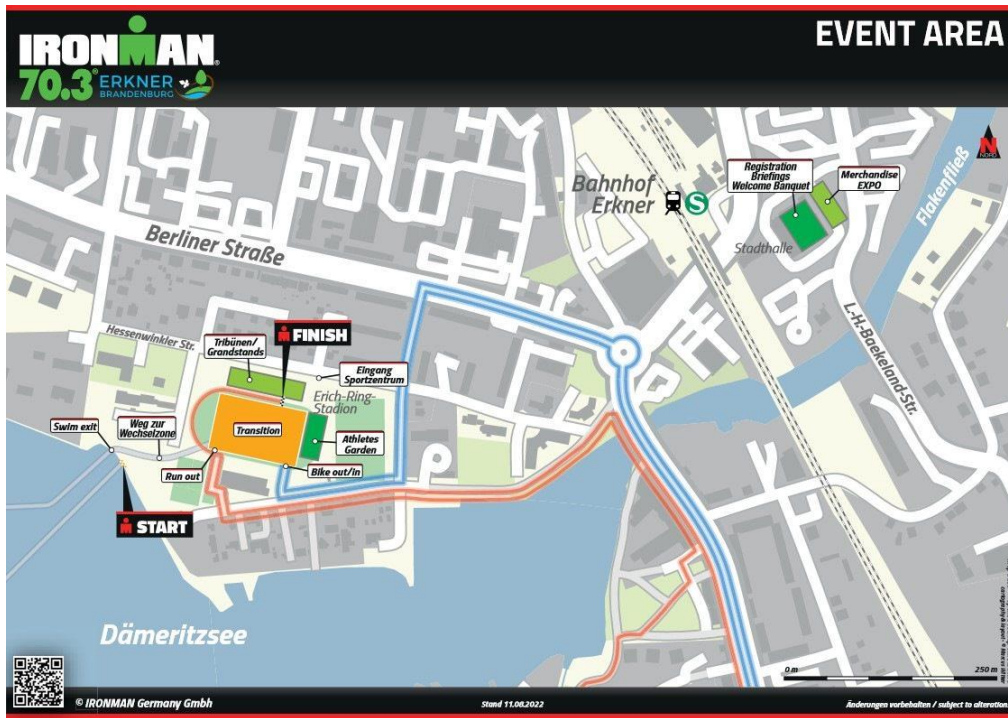 EVENT AREA
IRONMAN®
70.3® ERKNER
BRANDENBURG
N
NORD
Registration
Briefings
Welcome Banquet
Merchandise
EXPO
Bahnhof
Erkner
S
Flakenfließ
Stadthalle
Berliner Straße
L.-H.-Baekeland-Str.
Hessenwinkler Str.
FINISH
Tribünen/
Grandstands
Eingang
Sportzentrum
Erich-Ring-
Stadion
Swim exit
Weg zur
Wechselzone
Transition
Athletes
Garden
Run out
Bike out/in
START
Dämeritzsee
0 m
250 m
© IRONMAN Germany Gmbh
Stand 11.08.2022
Änderungen vorbehalten / subject to alteration